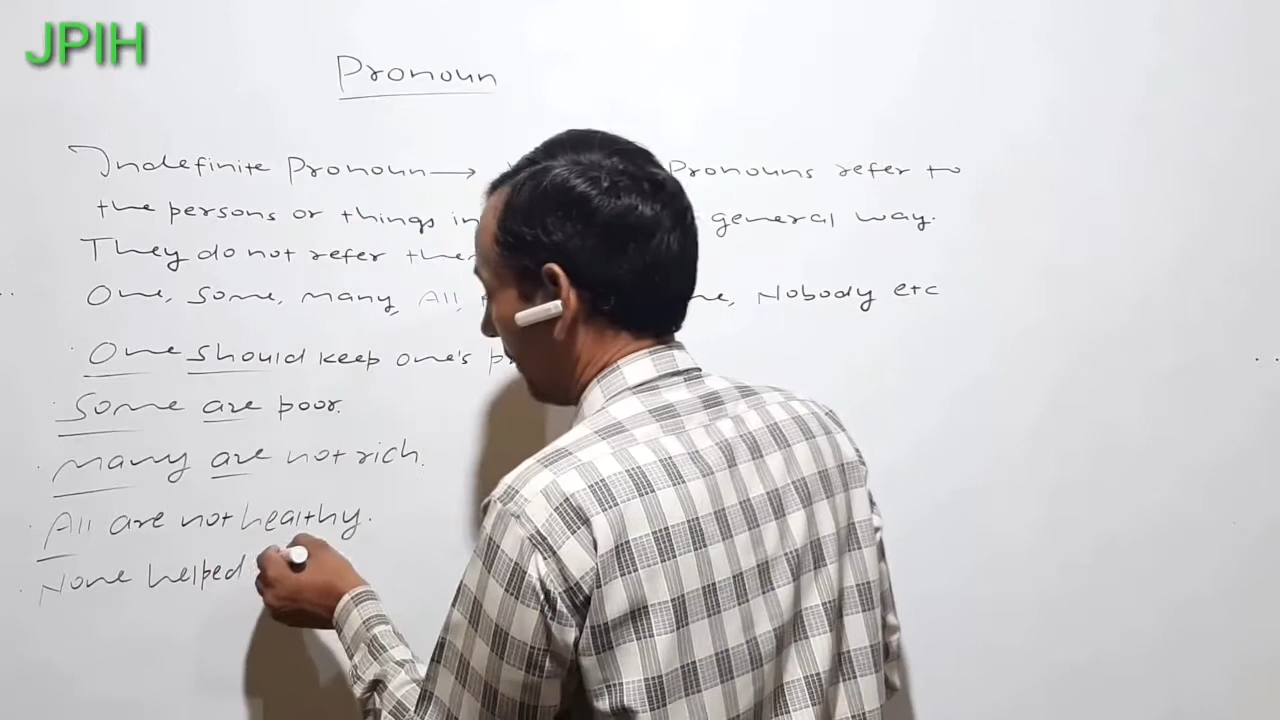 JPIH
Pronoun
Indefinite Pronoun → Pronouns refer to
the persons or things in general way.
They do not refer
One, Some, many, All, Nobody etc
One should keep one's
Some are poor.
many are not rich.
All are not healthy.
None helped